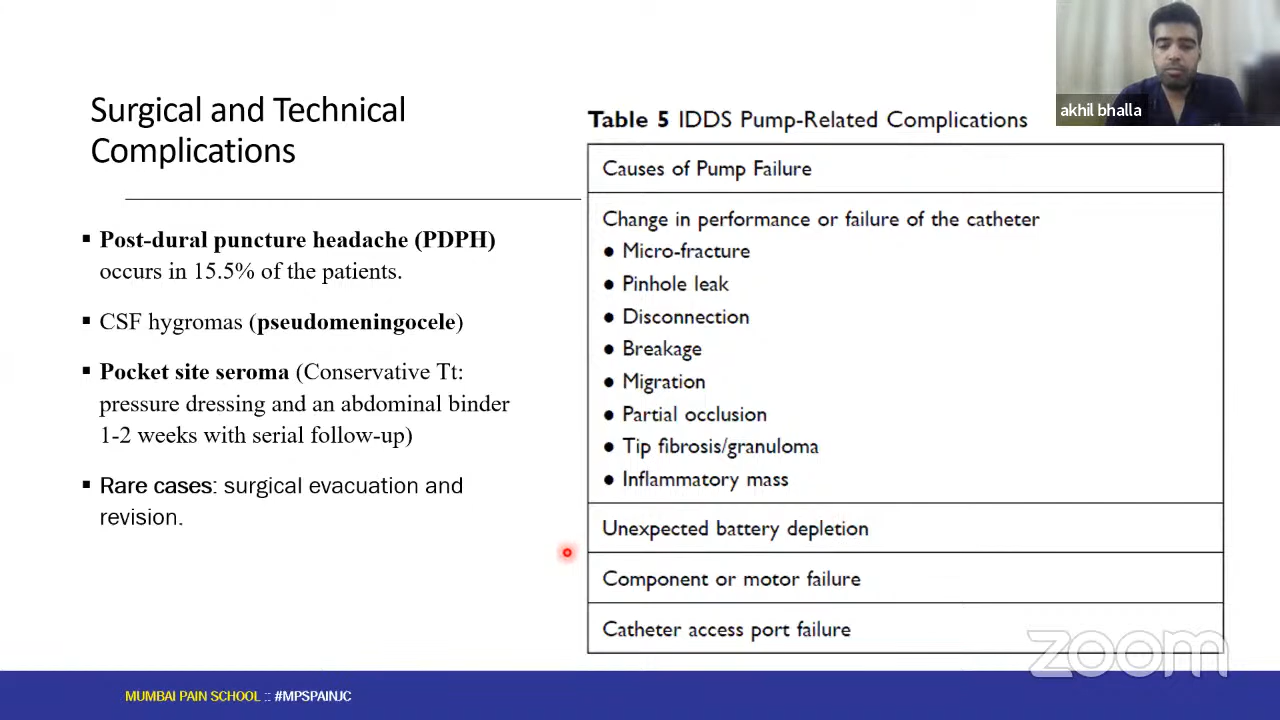 akhil bhalla
Surgical and Technical
Complications
▪ Post-dural puncture headache (PDPH)
occurs in 15.5% of the patients.
▪ CSF hygromas (pseudomeningocele)
▪ Pocket site seroma (Conservative Tt:
pressure dressing and an abdominal binder
1-2 weeks with serial follow-up)
▪ Rare cases: surgical evacuation and
revision.
Table 5 IDDS Pump-Related Complications
Causes of Pump Failure
Change in performance or failure of the catheter
● Micro-fracture
● Pinhole leak
● Disconnection
● Breakage
● Migration
● Partial occlusion
● Tip fibrosis/granuloma
● Inflammatory mass
Unexpected battery depletion
Component or motor failure
Catheter access port failure
zoom
MUMBAI PAIN SCHOOL :: #MPSPAINJC